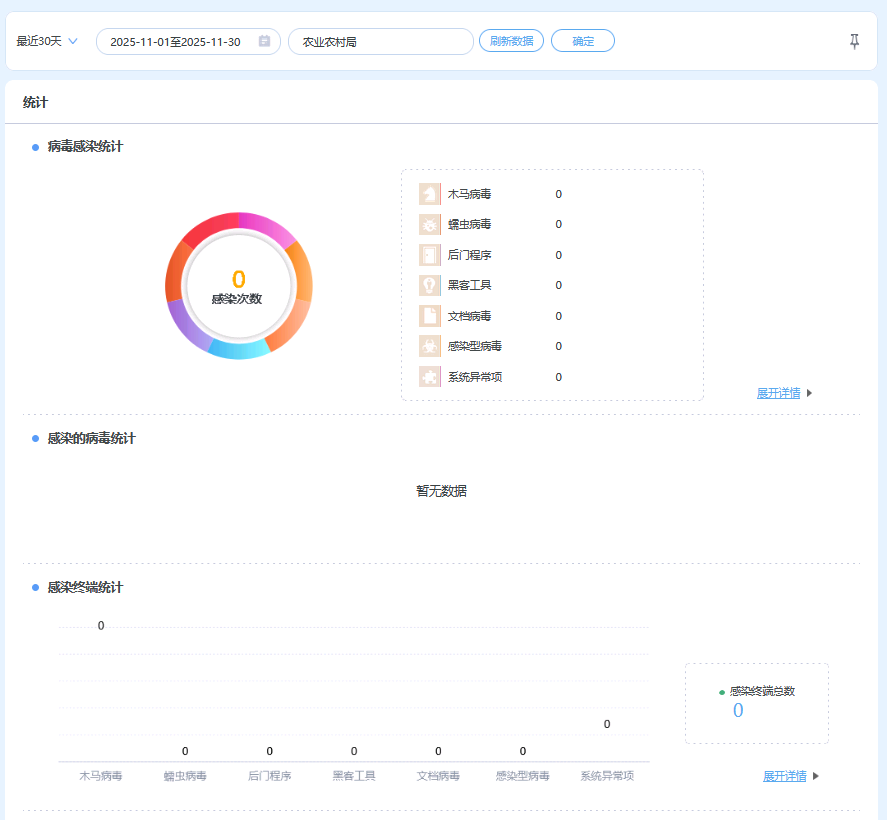 最近30天 2025-11-01至2025-11-30 农业农村局 刷新数据 确定
统计
病毒感染统计
0
感染次数
木马病毒 0
蠕虫病毒 0
后门程序 0
黑客工具 0
文档病毒 0
感染型病毒 0
系统异常项 0
展开详情
感染的病毒统计
暂无数据
感染终端统计
0
0 0 0 0 0 0
木马病毒 蠕虫病毒 后门程序 黑客工具 文档病毒 感染型病毒 系统异常项
感染终端总数
0
展开详情